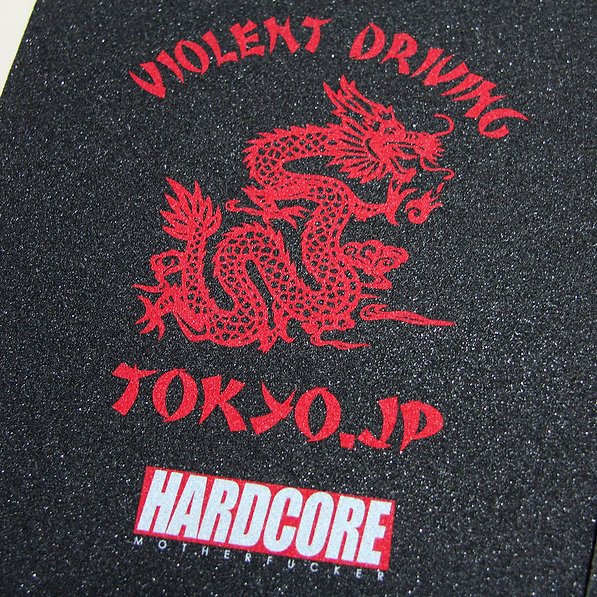 VIOLENT DRIVING
TOKYO.JP
HARDCORE
MOTHERFUCKER